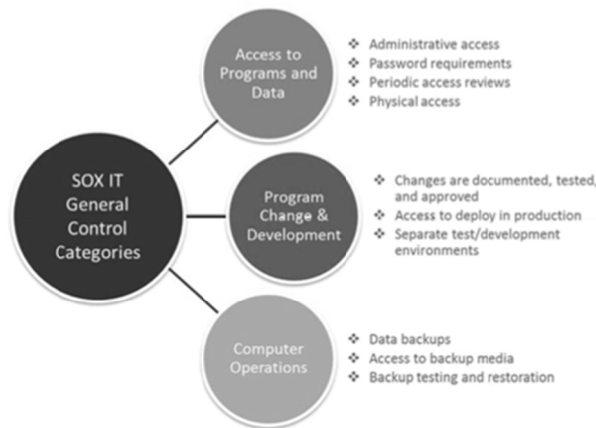 Access to
Programs and
Data
❖ Administrative access
❖ Password requirements
❖ Periodic access reviews
❖ Physical access
SOX IT
General
Control
Categories
Program
Change &
Development
❖ Changes are documented, tested,
and approved
❖ Access to deploy in production
❖ Separate test/development
environments
Computer
Operations
❖ Data backups
❖ Access to backup media
❖ Backup testing and restoration